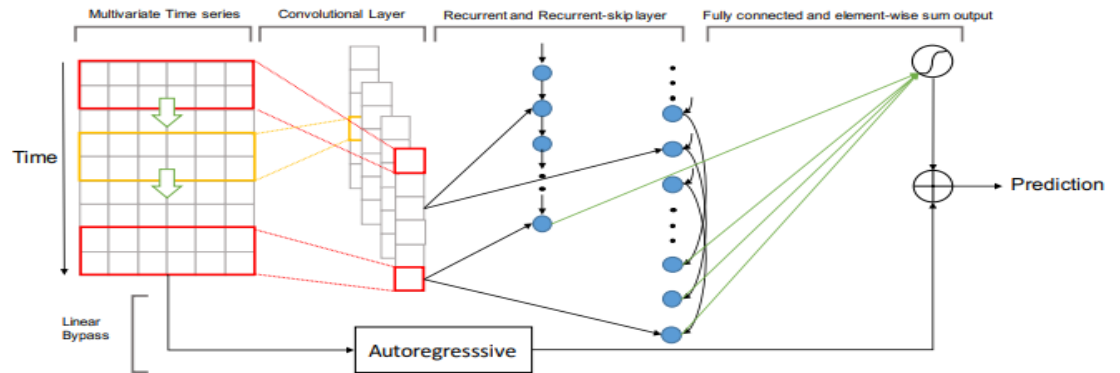 Multivariate Time series
Convolutional Layer
Recurrent and Recurrent-skip layer
Fully connected and element-wise sum output
Time
Prediction
Linear
Bypass
Autoregresssive